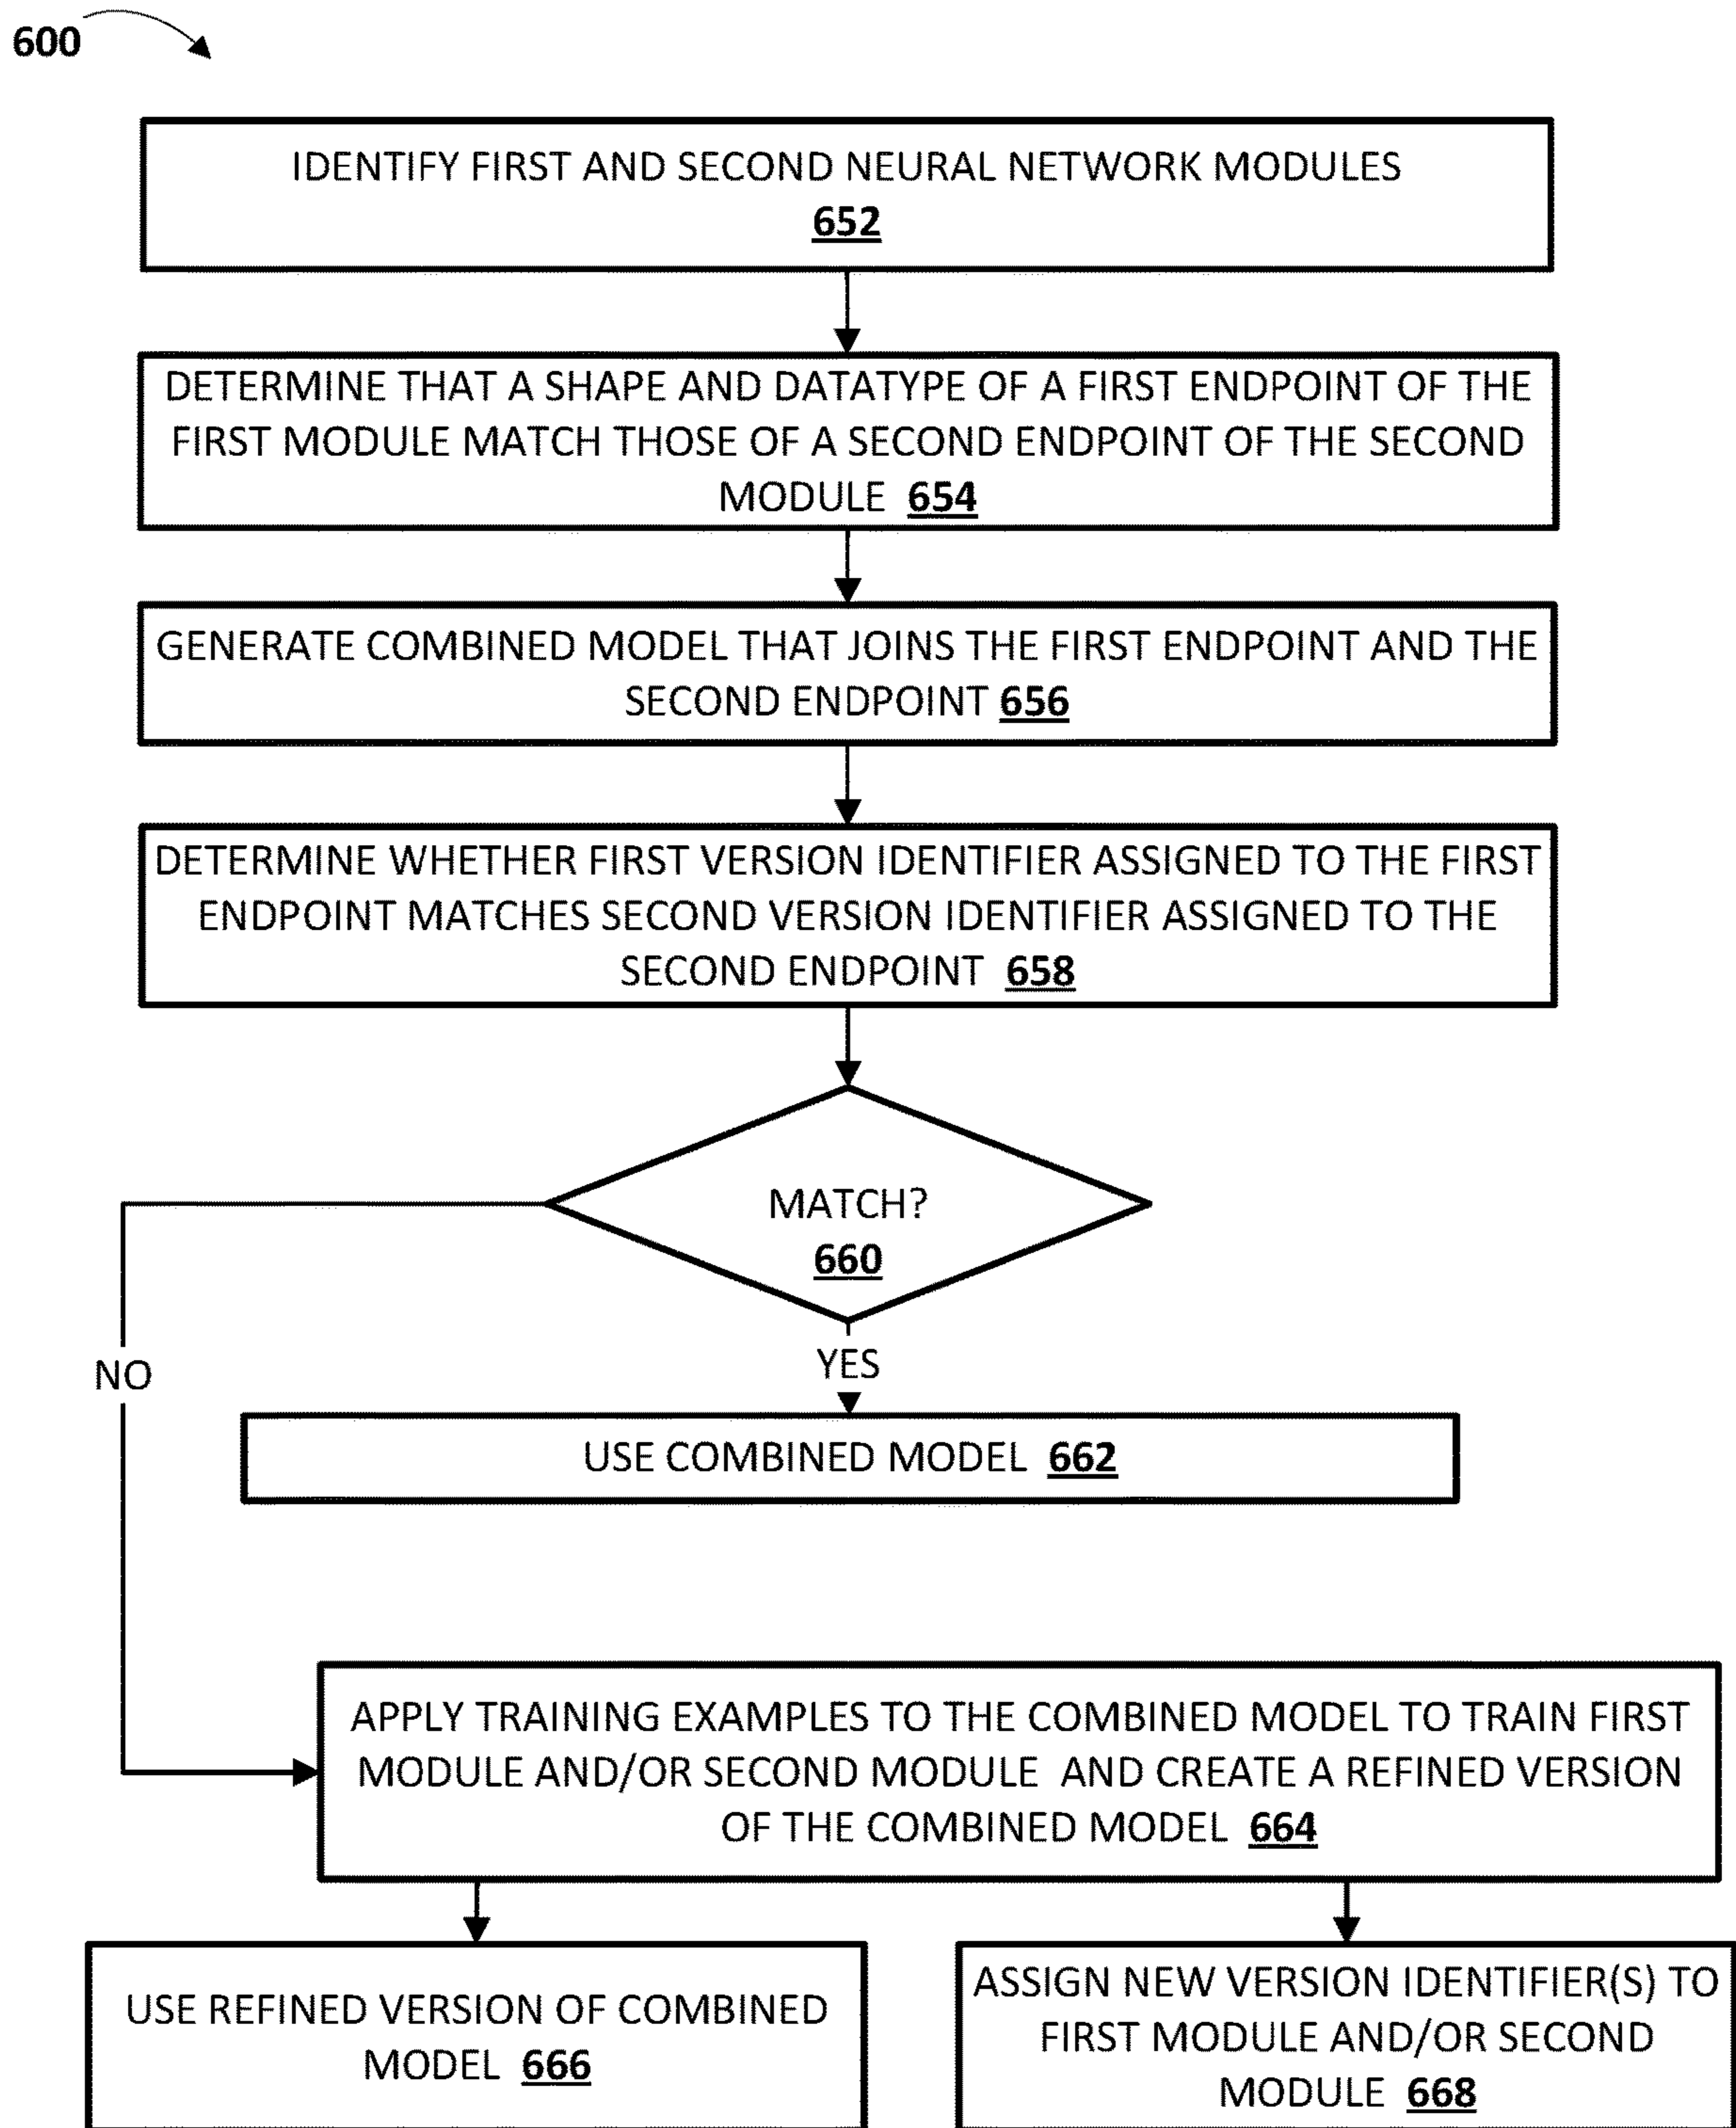 600
IDENTIFY FIRST AND SECOND NEURAL NETWORK MODULES
652
DETERMINE THAT A SHAPE AND DATATYPE OF A FIRST ENDPOINT OF THE
FIRST MODULE MATCH THOSE OF A SECOND ENDPOINT OF THE SECOND
MODULE 654
GENERATE COMBINED MODEL THAT JOINS THE FIRST ENDPOINT AND THE
SECOND ENDPOINT 656
DETERMINE WHETHER FIRST VERSION IDENTIFIER ASSIGNED TO THE FIRST
ENDPOINT MATCHES SECOND VERSION IDENTIFIER ASSIGNED TO THE
SECOND ENDPOINT 658
MATCH?
660
YES
NO
USE COMBINED MODEL 662
APPLY TRAINING EXAMPLES TO THE COMBINED MODEL TO TRAIN FIRST
MODULE AND/OR SECOND MODULE AND CREATE A REFINED VERSION
OF THE COMBINED MODEL 664
USE REFINED VERSION OF COMBINED
MODEL 666
ASSIGN NEW VERSION IDENTIFIER(S) TO
FIRST MODULE AND/OR SECOND
MODULE 668